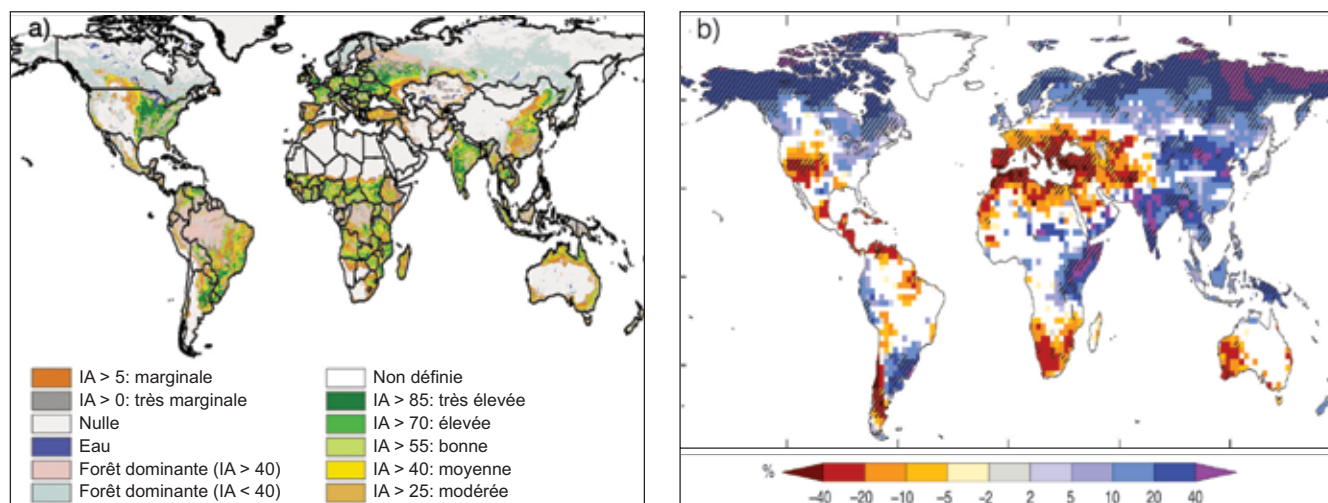 a)
IA > 5: marginale
IA > 0: très marginale
Nulle
Eau
Forêt dominante (IA > 40)
Forêt dominante (IA < 40)
Non définie
IA > 85: très élevée
IA > 70: élevée
IA > 55: bonne
IA > 40: moyenne
IA > 25: modérée
b)
%
−40 −20 −10 −5 −2 2 5 10 20 40